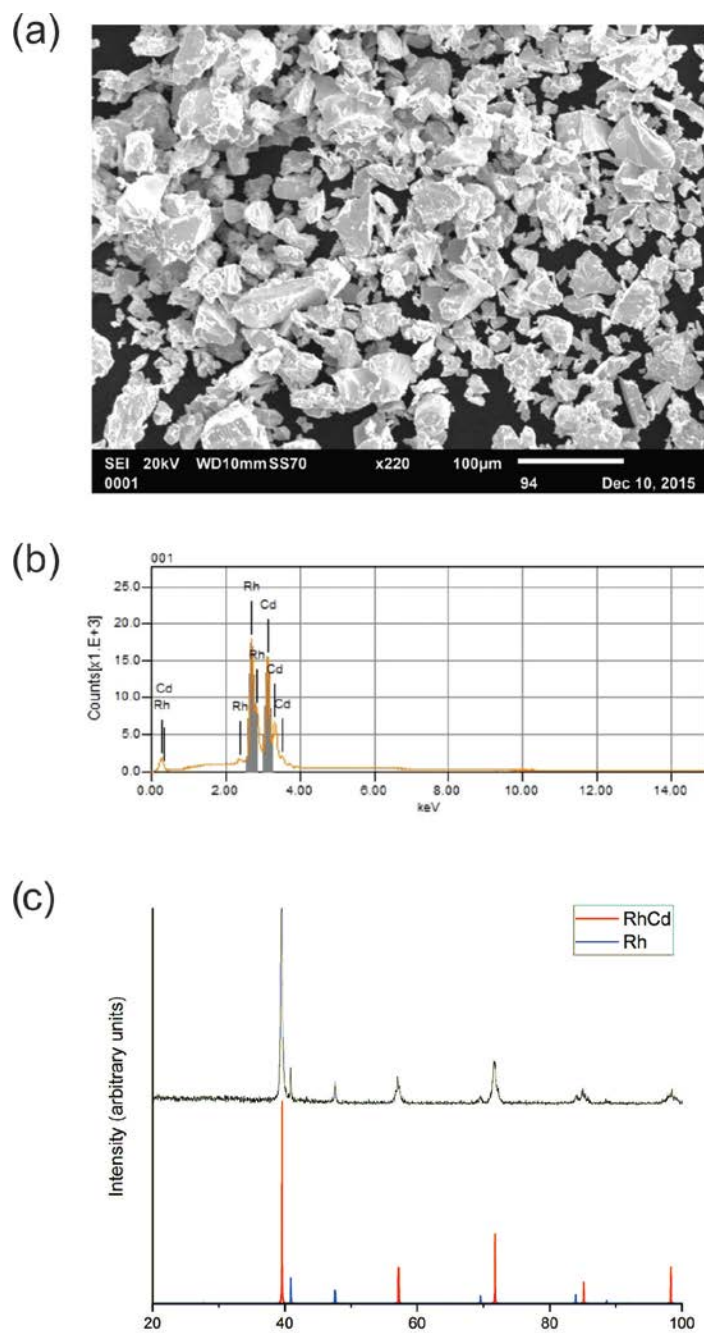 (a)
SEI 20kV WD10mmSS70 x220 100μm
0001 94 Dec 10, 2015
(b)
001
Counts[x1.E+3]
25.0
20.0
15.0
10.0
5.0
0.0
Rh
Cd
Rh
Cd
Cd
Rh
Rh
Cd
0.00 2.00 4.00 6.00 8.00 10.00 12.00 14.00
keV
(c)
Intensity (arbitrary units)
RhCd
Rh
20 40 60 80 100